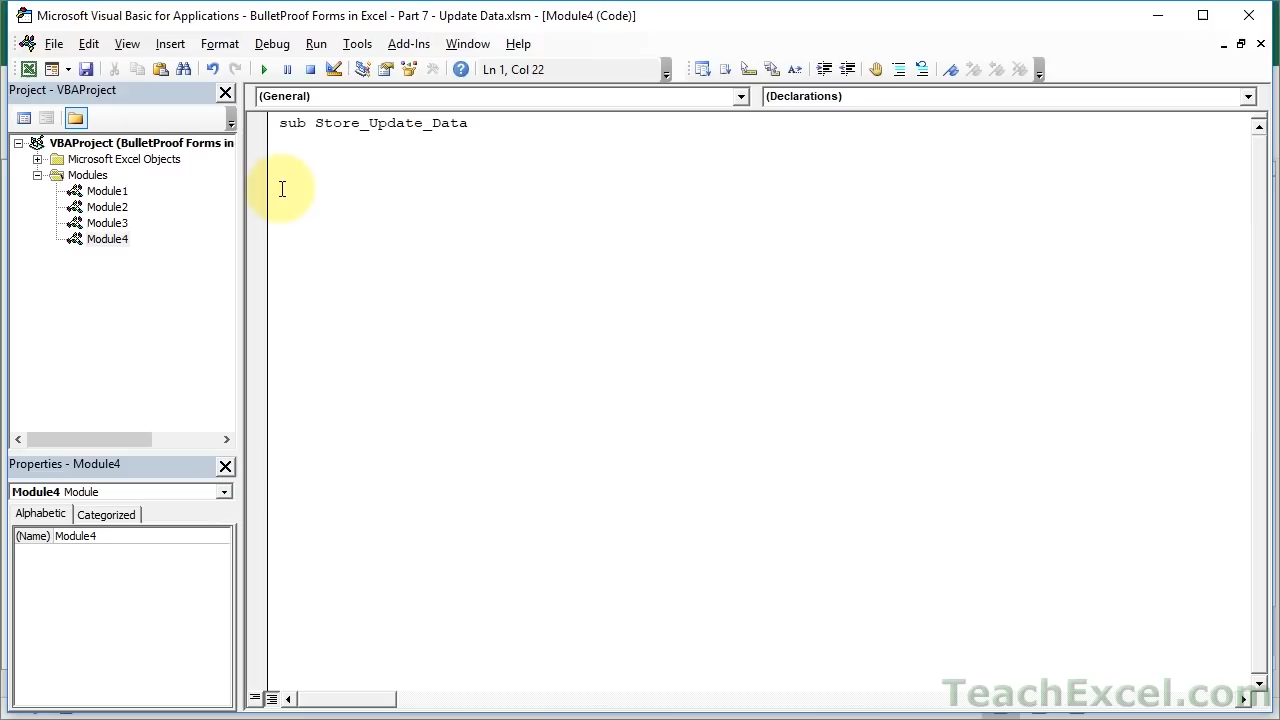 Microsoft Visual Basic for Applications - BulletProof Forms in Excel - Part 7 - Update Data.xlsm - [Module4 (Code)]
File Edit View Insert Format Debug Run Tools Add-Ins Window Help
Ln 1, Col 22
Project - VBAProject
(General)
(Declarations)
sub Store_Update_Data
VBAProject (BulletProof Forms in
Microsoft Excel Objects
Modules
Module1
Module2
Module3
Module4
Properties - Module4
Module4 Module
Alphabetic Categorized
(Name) Module4
TeachExcel.com